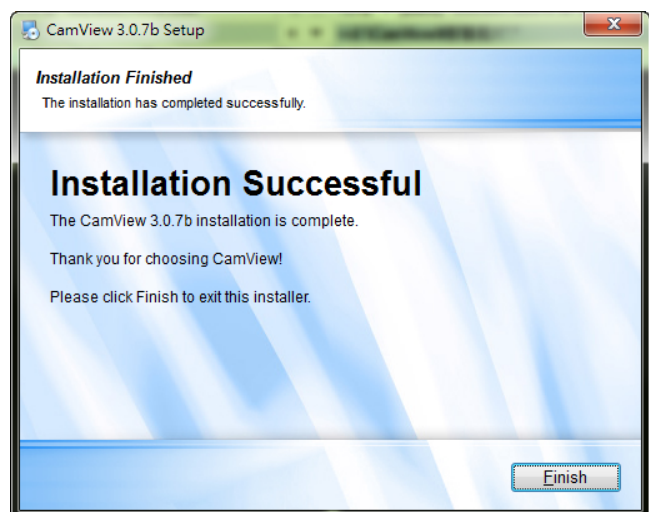 CamView 3.0.7b Setup
Installation Finished
The installation has completed successfully.
Installation Successful
The CamView 3.0.7b installation is complete.
Thank you for choosing CamView!
Please click Finish to exit this installer.
Finish